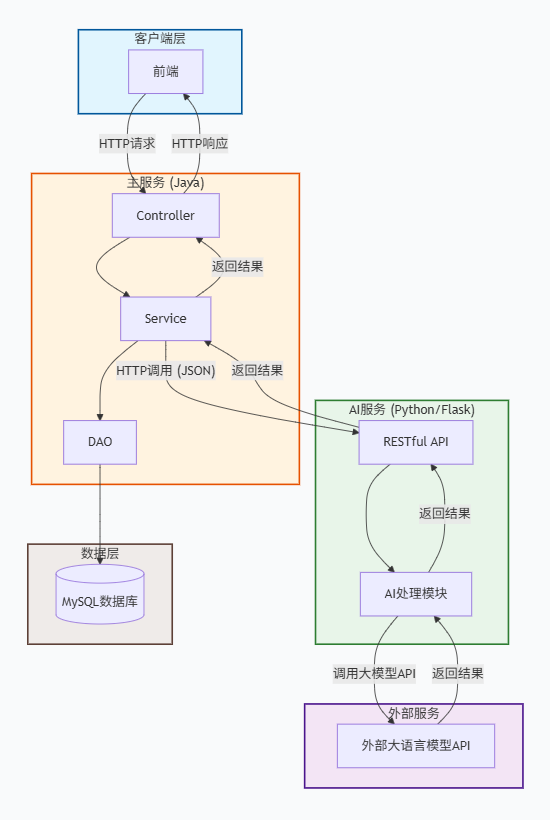 客户端层
前端
HTTP请求
HTTP响应
主服务 (Java)
Controller
返回结果
Service
HTTP调用 (JSON)
返回结果
AI服务 (Python/Flask)
DAO
RESTful API
返回结果
数据层
MySQL数据库
AI处理模块
调用大模型API
返回结果
外部服务
外部大语言模型API